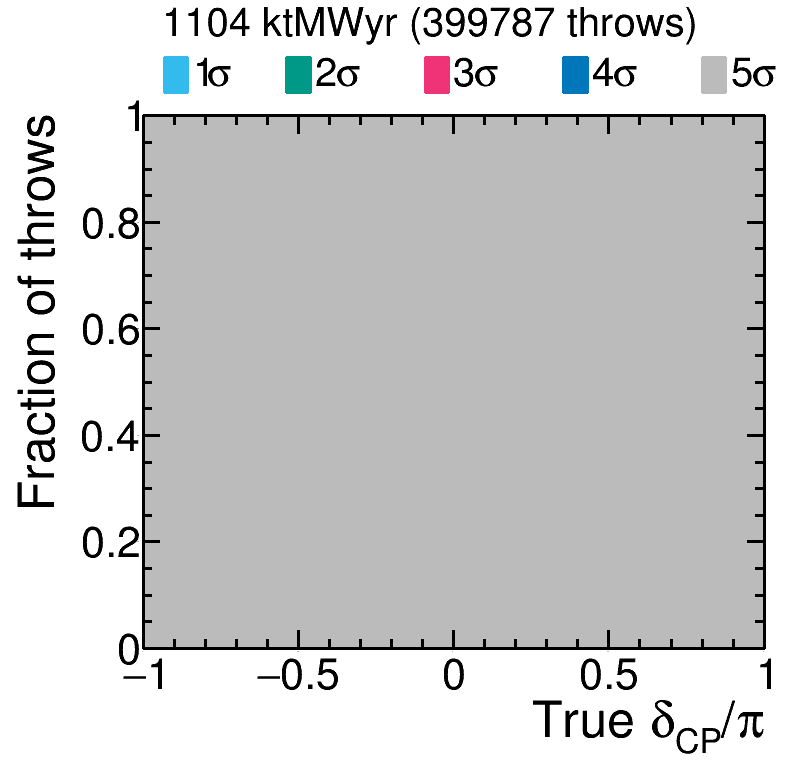 1104 ktMWyr (399787 throws)
1σ 2σ 3σ 4σ 5σ
Fraction of throws
1
0.8
0.6
0.4
0.2
0
−1 −0.5 0 0.5 1
True δCP/π